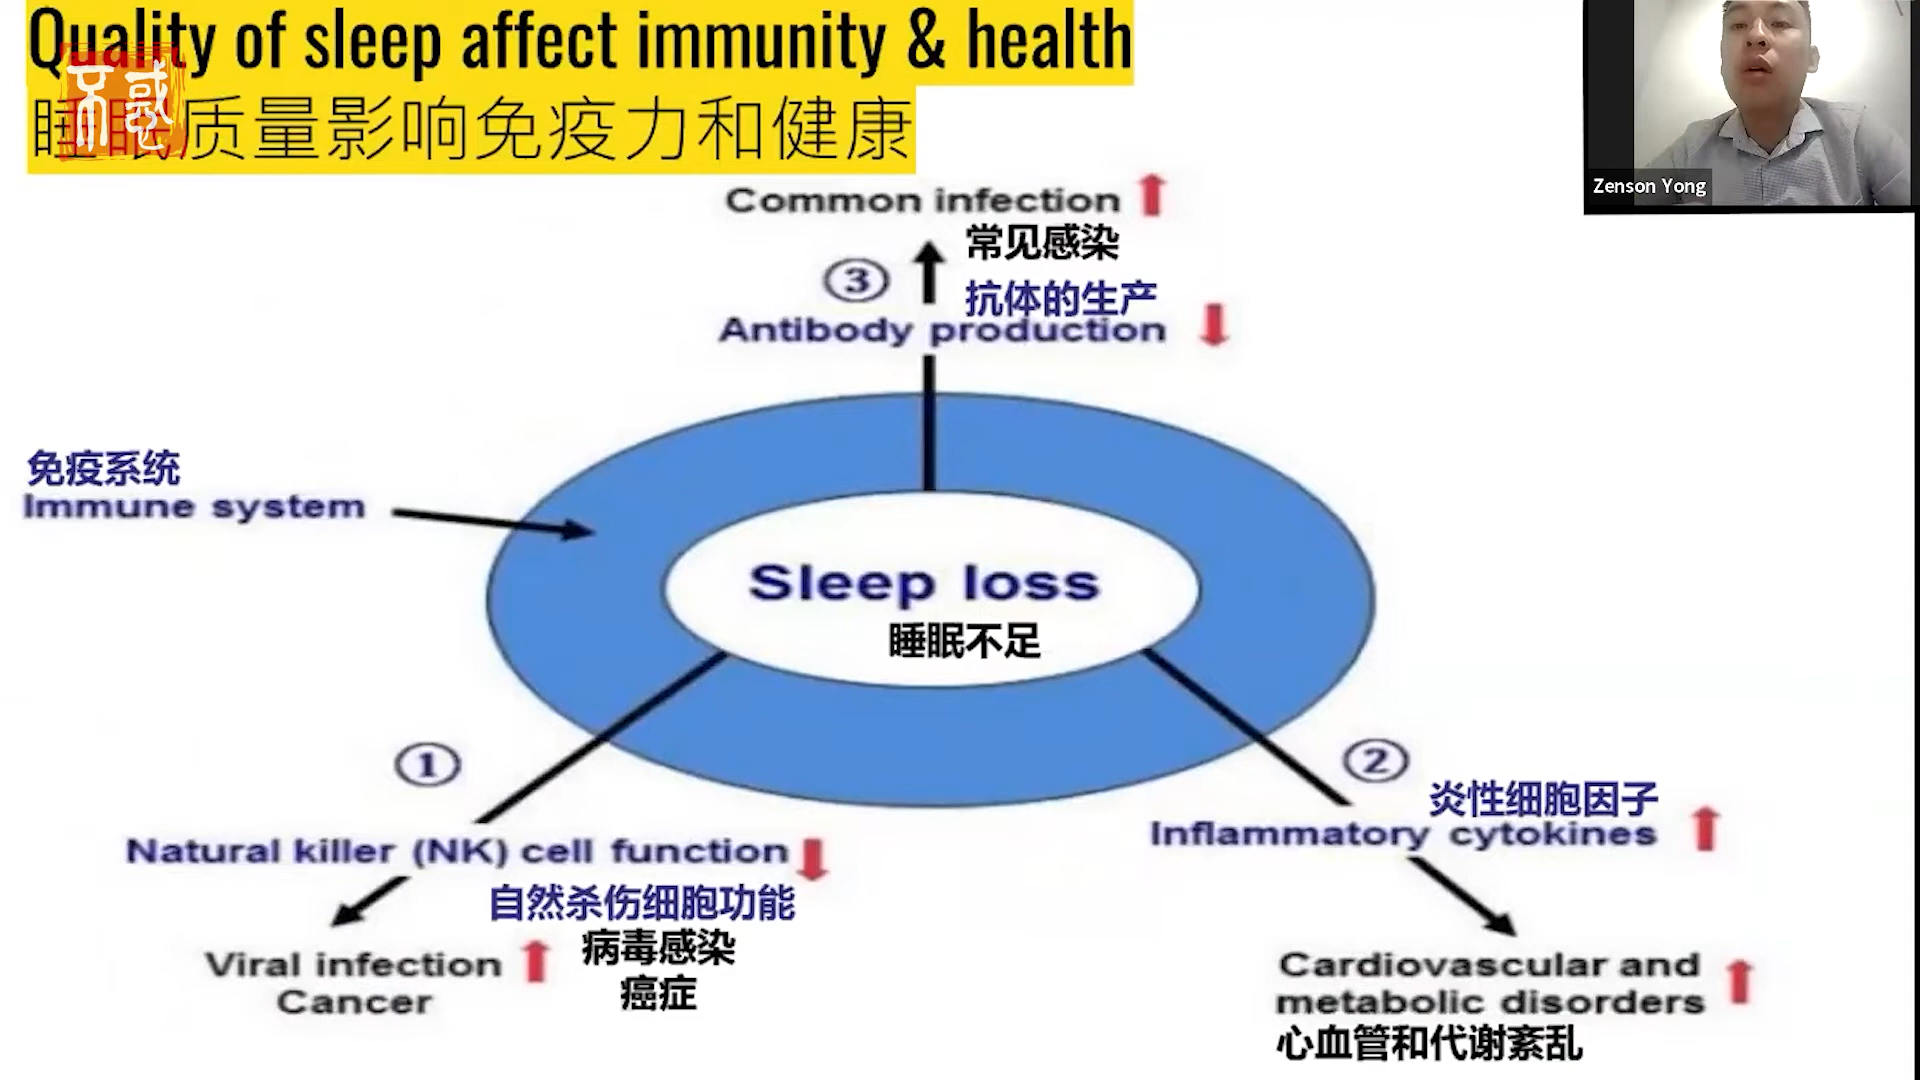 Quality of sleep affect immunity & health
睡眠质量影响免疫力和健康
不惑
Zenson Yong
Common infection
常见感染
③
抗体的生产
Antibody production
免疫系统
Immune system
Sleep loss
睡眠不足
①
Natural killer (NK) cell function
自然杀伤细胞功能
Viral infection
Cancer
病毒感染
癌症
②
炎性细胞因子
Inflammatory cytokines
Cardiovascular and
metabolic disorders
心血管和代谢紊乱